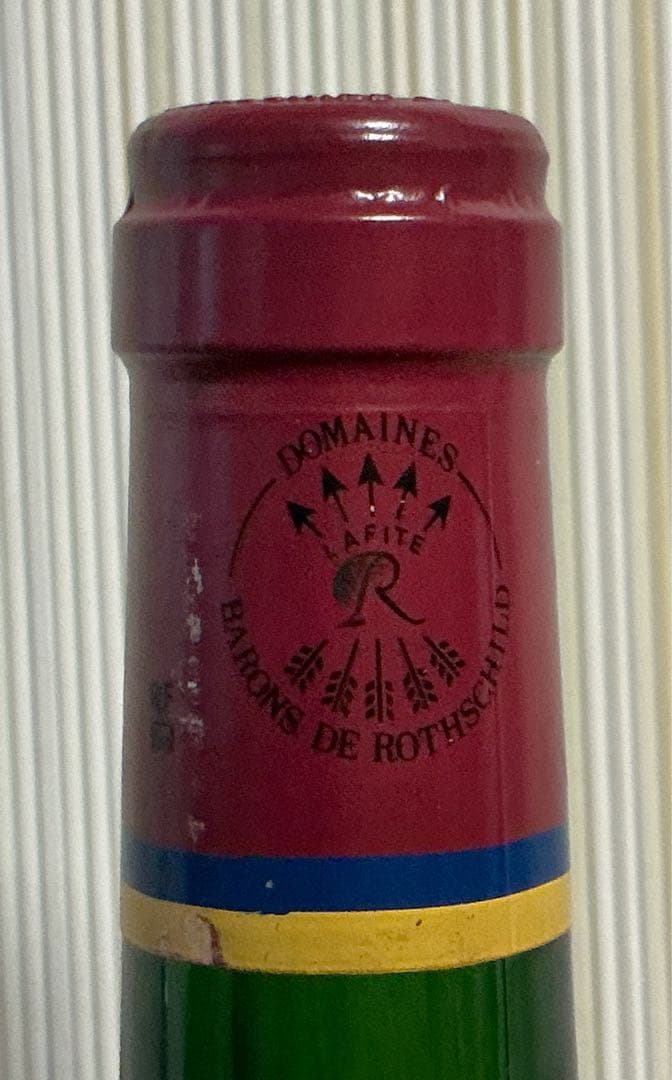 DOMAINES
LAFITE
R
BARONS DE ROTHSCHILD